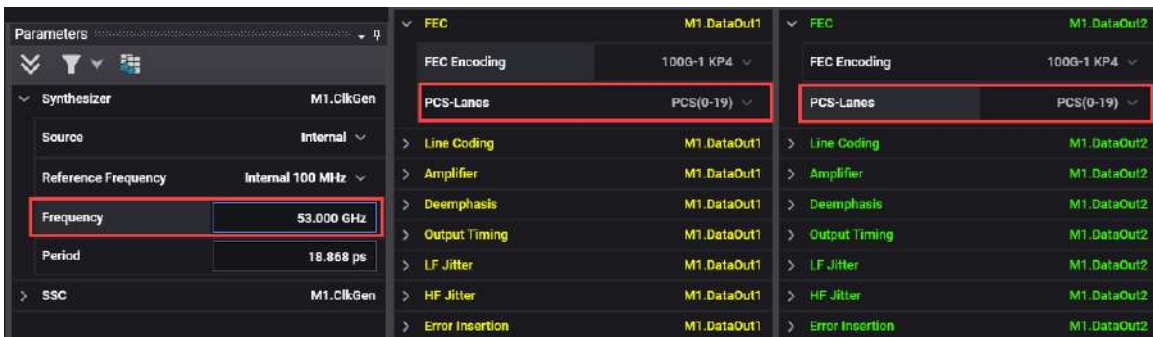 Parameters
Synthesizer M1.ClkGen
Source Internal
Reference Frequency Internal 100 MHz
Frequency 53.000 GHz
Period 18.868 ps
SSC M1.ClkGen
FEC M1.DataOut1
FEC Encoding 100G-1 KP4
PCS-Lanes PCS(0-19)
Line Coding M1.DataOut1
Amplifier M1.DataOut1
Deemphasis M1.DataOut1
Output Timing M1.DataOut1
LF Jitter M1.DataOut1
HF Jitter M1.DataOut1
Error Insertion M1.DataOut1
FEC M1.DataOut2
FEC Encoding 100G-1 KP4
PCS-Lanes PCS(0-19)
Line Coding M1.DataOut2
Amplifier M1.DataOut2
Deemphasis M1.DataOut2
Output Timing M1.DataOut2
LF Jitter M1.DataOut2
HF Jitter M1.DataOut2
Error Insertion M1.DataOut2